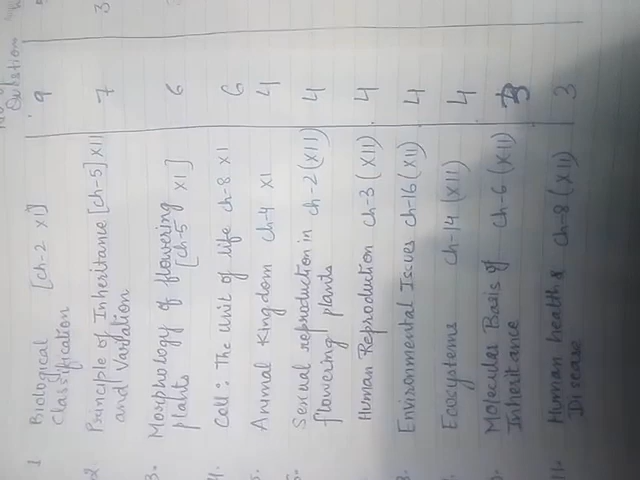 Question
1 Biological [ch-2 XI] 9
Classification
2 Principle of Inheritance [ch-5] XII 7 3
and Variation
3. Morphology of flowering 6
plants [ch-5 XI]
4. Cell: The unit of life ch-8 XI 6
5. Animal Kingdom ch-4 XI 4
Sexual reproduction in ch-2 (XII) 4
flowering plants
Human Reproduction ch-3 (XII) 4
8. Environmental Issues ch-16 (XII) 4
Ecosystems ch-14 (XII) 4
Molecular Basis of ch-6 (XII) 3
Inheritance
11. Human health & ch-8 (XII) 3
Disease